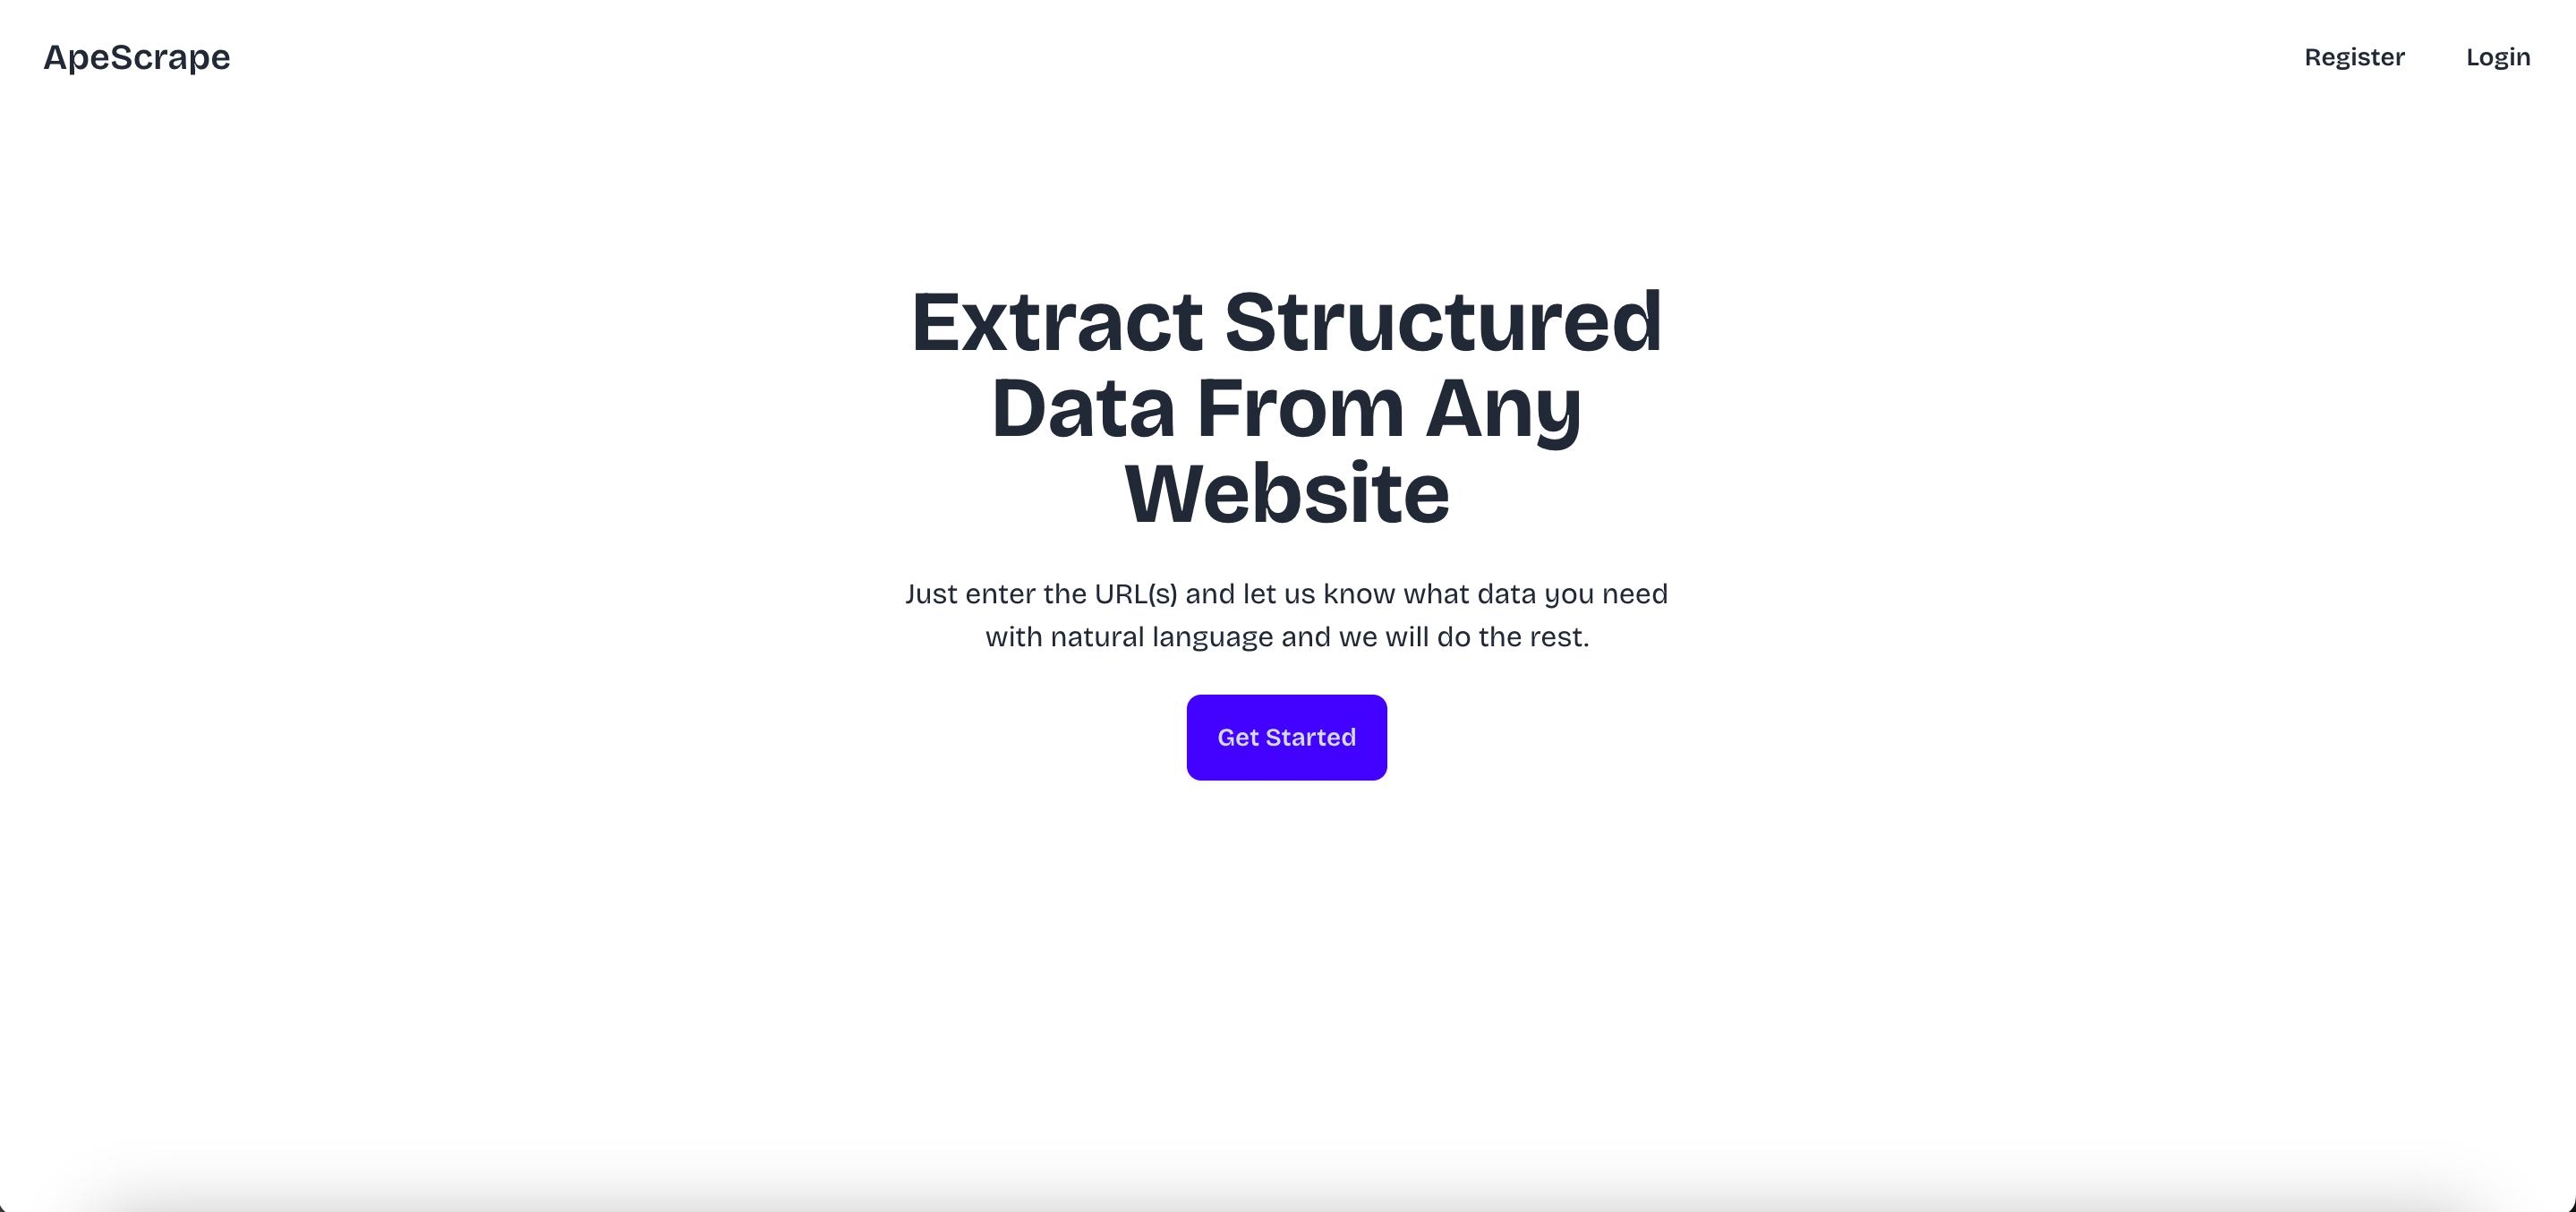 ApeScrape
Register
Login
Extract Structured
Data From Any
Website
Just enter the URL(s) and let us know what data you need
with natural language and we will do the rest.
Get Started